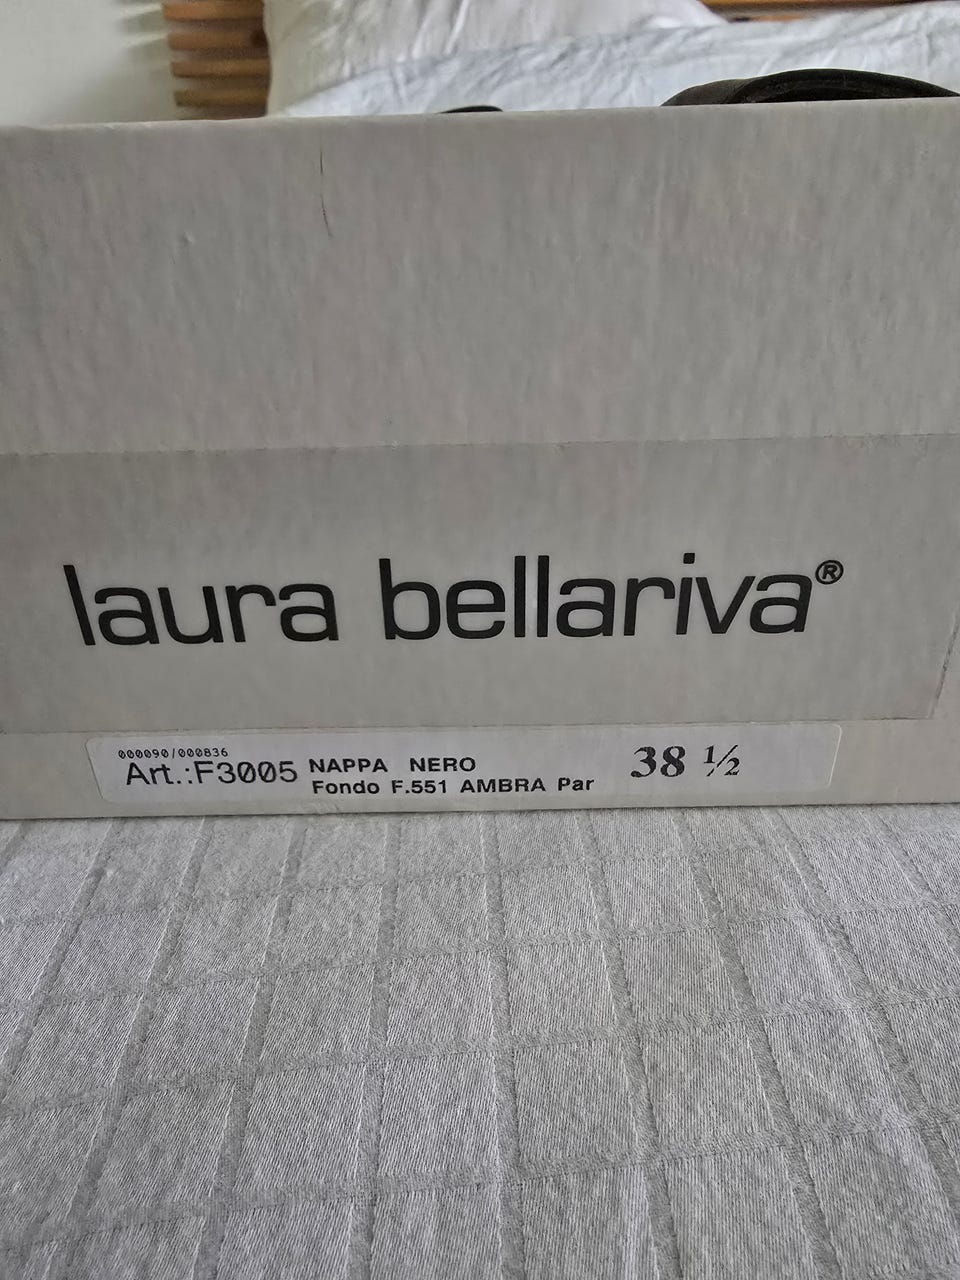 laura bellariva®
000090/000836
Art.:F3005 NAPPA NERO 38 ½
Fondo F.551 AMBRA Par